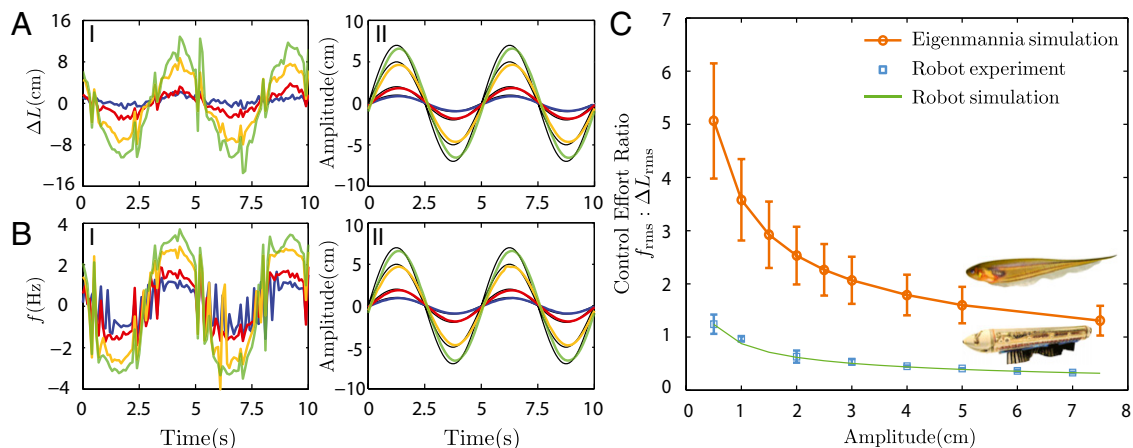 A
I
ΔL(cm)
16
8
0
−8
−16
0 2.5 5 7.5 10
II
Amplitude(cm)
10
5
0
−5
−10
0 2.5 5 7.5 10
B
I
f(Hz)
4
2
0
−2
−4
0 2.5 5 7.5 10
Time(s)
II
Amplitude(cm)
10
5
0
−5
−10
0 2.5 5 7.5 10
Time(s)
C
Control Effort Ratio
f_rms : ΔL_rms
7
6
5
4
3
2
1
0
Eigenmannia simulation
Robot experiment
Robot simulation
0 1 2 3 4 5 6 7 8
Amplitude(cm)